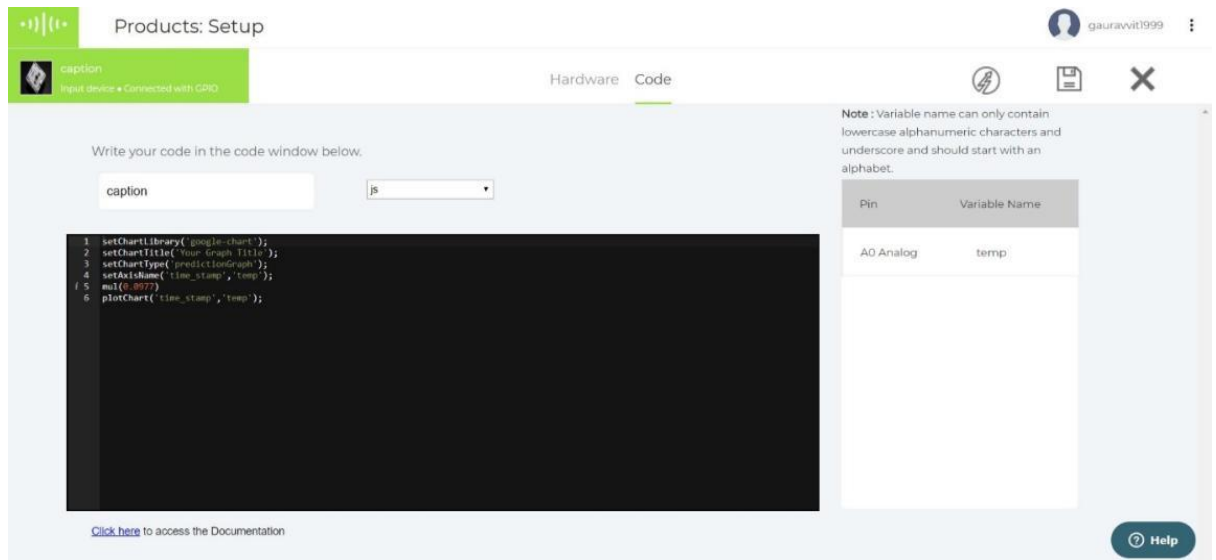 Products: Setup
gauravvit1999
caption
Input device • Connected with GPIO
Hardware Code
Note : Variable name can only contain
lowercase alphanumeric characters and
underscore and should start with an
alphabet.
Write your code in the code window below.
caption
js
Pin Variable Name
A0 Analog temp
1 setChartLibrary('google-chart');
2 setChartTitle('Your Graph Title');
3 setChartType('predictionGraph');
4 setAxisName('time_stamp','temp');
i 5 mul(0.0977)
6 plotChart('time_stamp','temp');
Click here to access the Documentation
Help